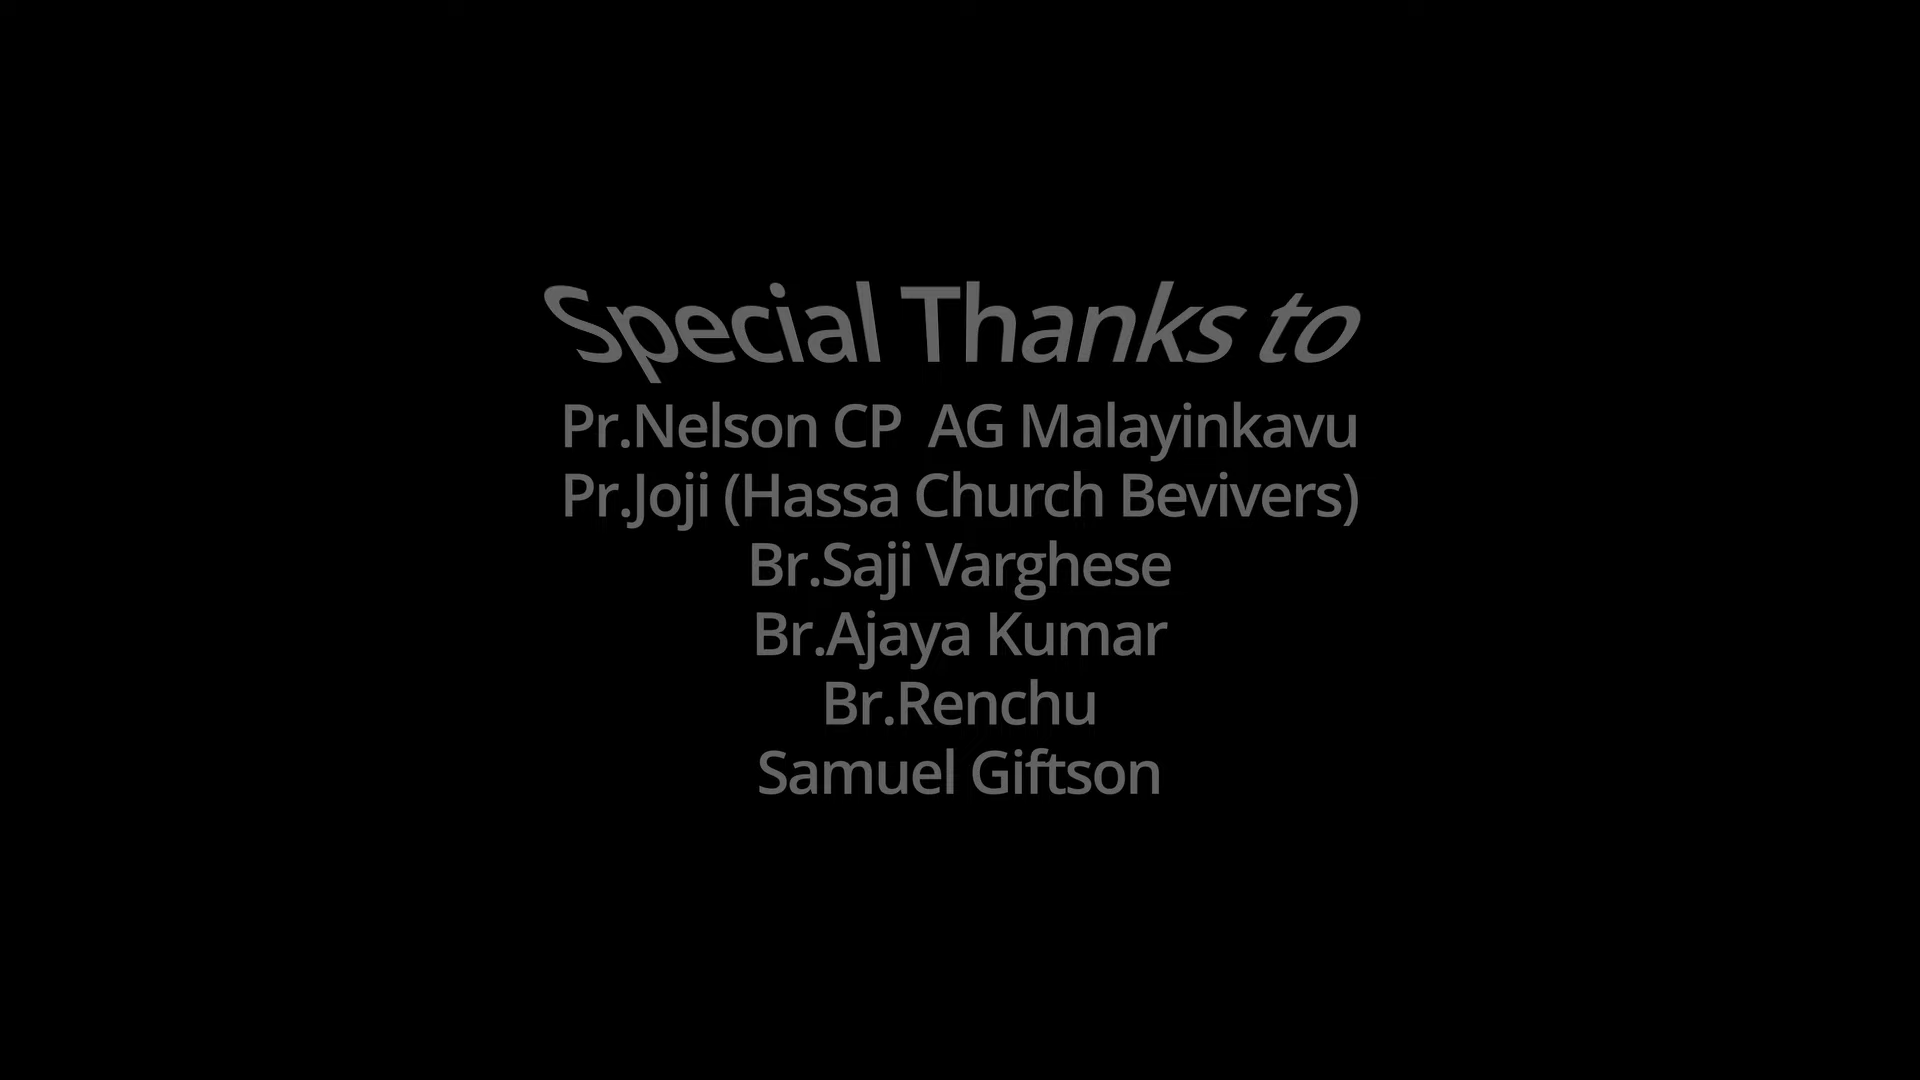 Special Thanks to
Pr.Nelson CP  AG Malayinkavu
Pr.Joji (Hassa Church Bevivers)
Br.Saji Varghese
Br.Ajaya Kumar
Br.Renchu
Samuel Giftson